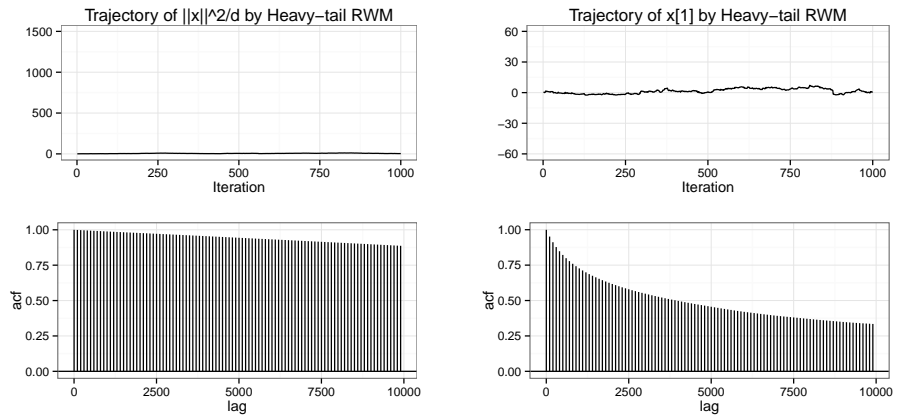 Trajectory of ||x||^2/d by Heavy−tail RWM
1500
1000
500
0
0 250 500 750 1000
Iteration
Trajectory of x[1] by Heavy−tail RWM
60
30
0
−30
−60
0 250 500 750 1000
Iteration
acf
1.00
0.75
0.50
0.25
0.00
0 2500 5000 7500 10000
lag
acf
1.00
0.75
0.50
0.25
0.00
0 2500 5000 7500 10000
lag